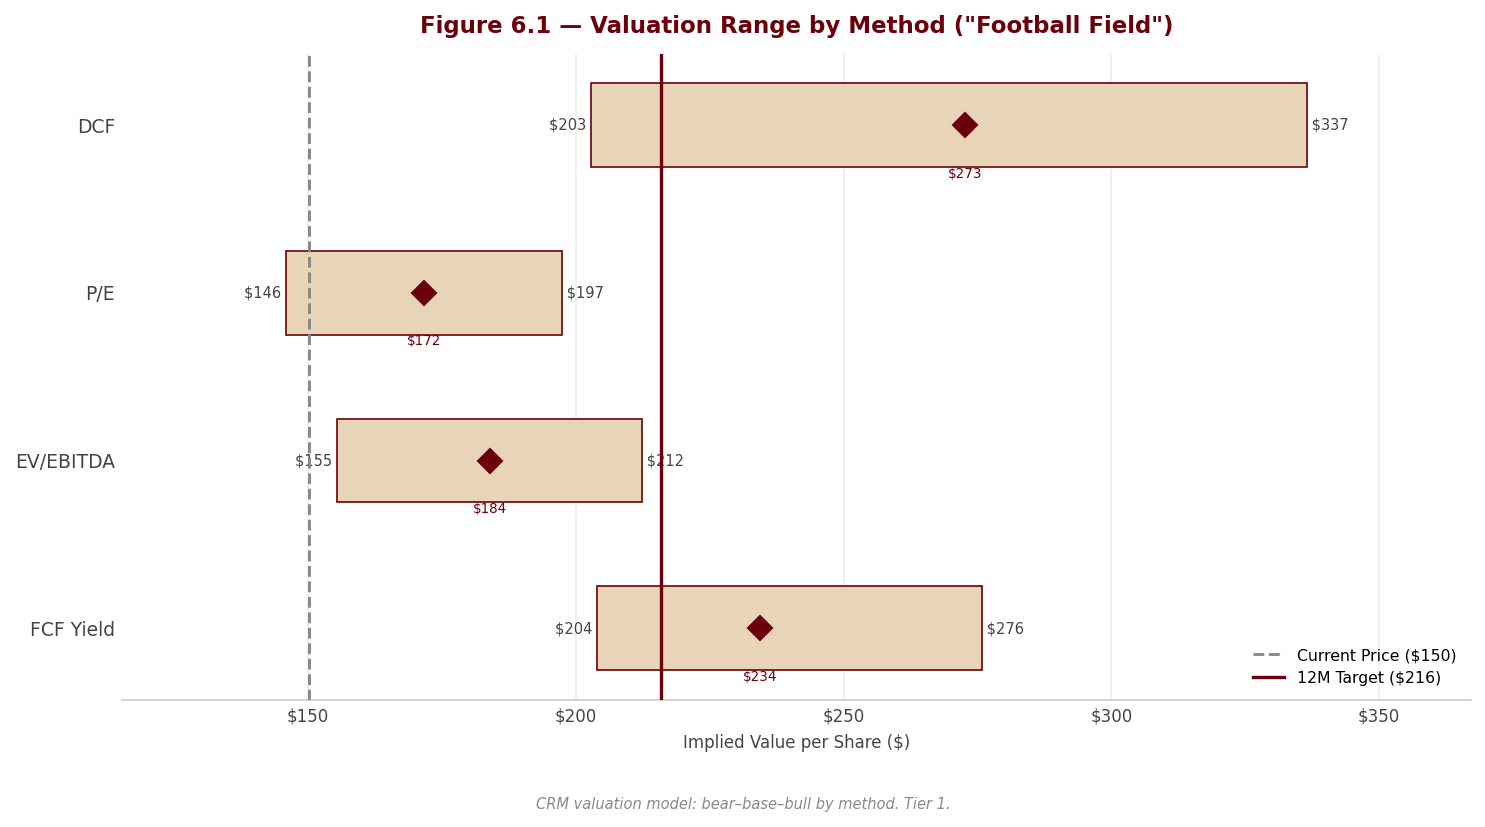 Figure 6.1 — Valuation Range by Method ("Football Field")
DCF
$203
$337
$273
P/E
$146
$197
$172
EV/EBITDA
$155
$212
$184
FCF Yield
$204
$276
$234
Current Price ($150)
12M Target ($216)
$150 $200 $250 $300 $350
Implied Value per Share ($)
CRM valuation model: bear–base–bull by method. Tier 1.